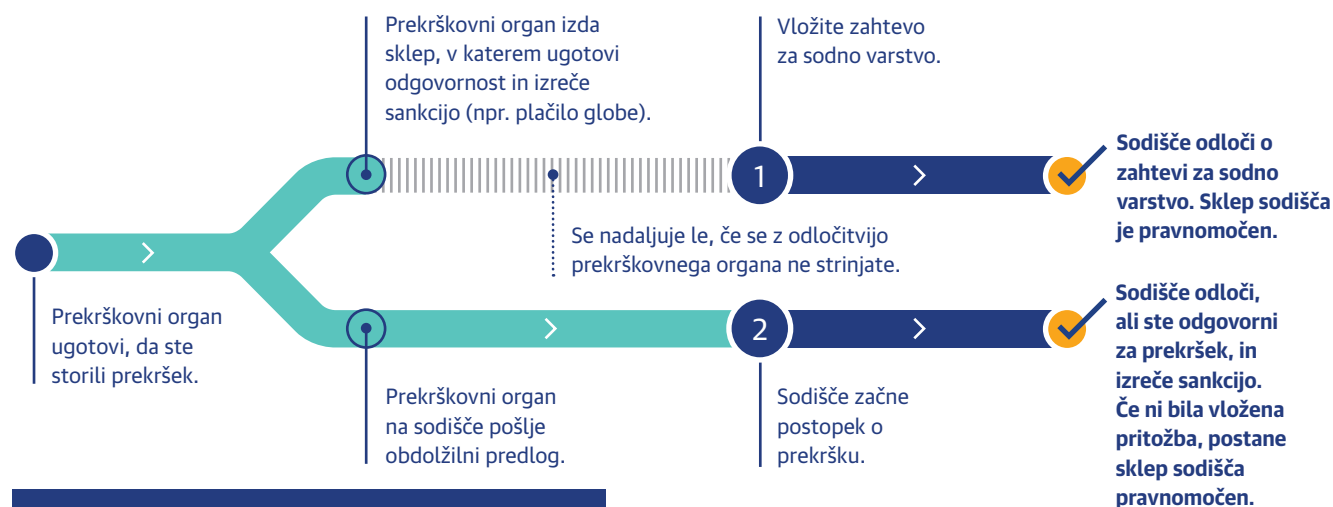 Prekrškovni organ izda
sklep, v katerem ugotovi
odgovornost in izreče
sankcijo (npr. plačilo globe).
Vložite zahtevo
za sodno varstvo.
1
Sodišče odloči o
zahtevi za sodno
varstvo. Sklep sodišča
je pravnomočen.
Se nadaljuje le, če se z odločitvijo
prekrškovnega organa ne strinjate.
Prekrškovni organ
ugotovi, da ste
storili prekršek.
Prekrškovni organ
na sodišče pošlje
obdolžilni predlog.
2
Sodišče začne
postopek o
prekršku.
Sodišče odloči,
ali ste odgovorni
za prekršek, in
izreče sankcijo.
Če ni bila vložena
pritožba, postane
sklep sodišča
pravnomočen.